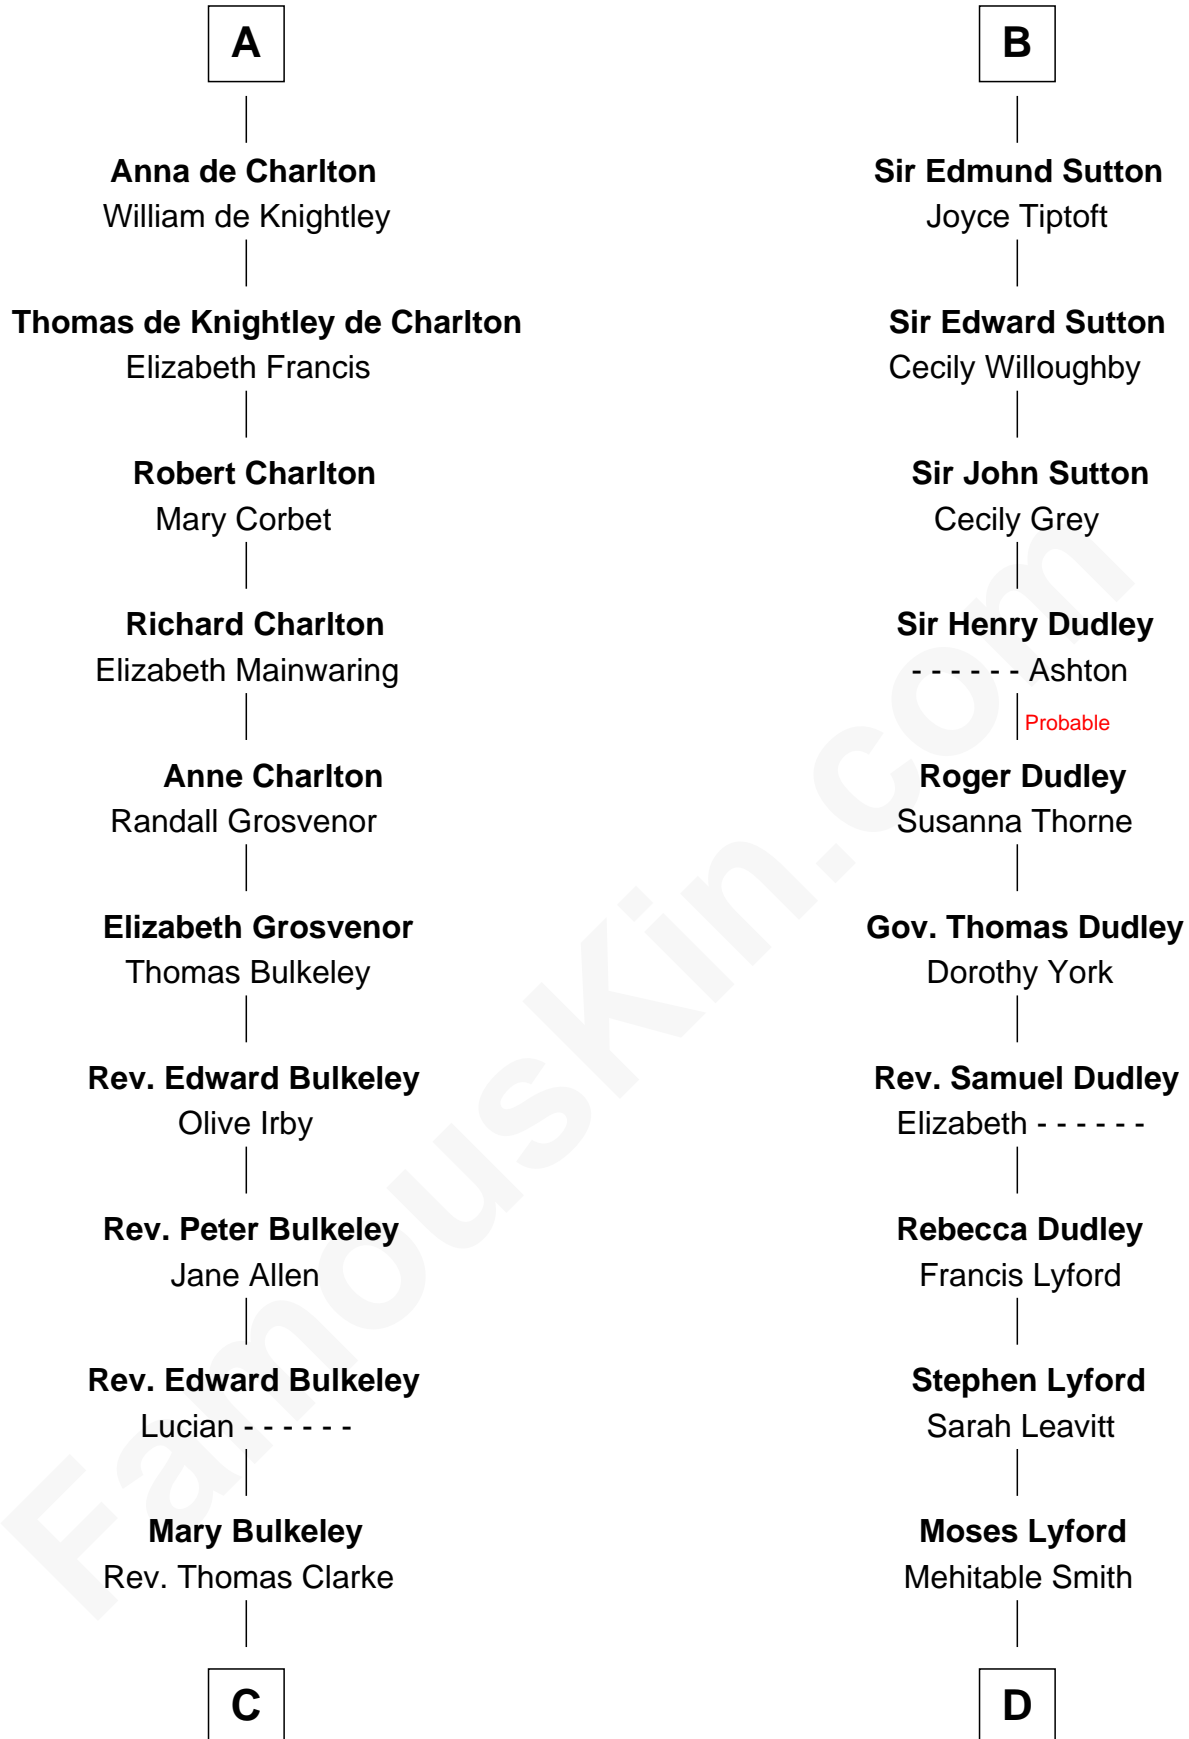 A
Anna de Charlton
William de Knightley
Thomas de Knightley de Charlton
Elizabeth Francis
Robert Charlton
Mary Corbet
Richard Charlton
Elizabeth Mainwaring
Anne Charlton
Randall Grosvenor
Elizabeth Grosvenor
Thomas Bulkeley
Rev. Edward Bulkeley
Olive Irby
Rev. Peter Bulkeley
Jane Allen
Rev. Edward Bulkeley
Lucian - - - - - -
Mary Bulkeley
Rev. Thomas Clarke
C
B
Sir Edmund Sutton
Joyce Tiptoft
Sir Edward Sutton
Cecily Willoughby
Sir John Sutton
Cecily Grey
Sir Henry Dudley
- - - - - - Ashton
Probable
Roger Dudley
Susanna Thorne
Gov. Thomas Dudley
Dorothy York
Rev. Samuel Dudley
Elizabeth - - - - - -
Rebecca Dudley
Francis Lyford
Stephen Lyford
Sarah Leavitt
Moses Lyford
Mehitable Smith
D
FamousKin.com